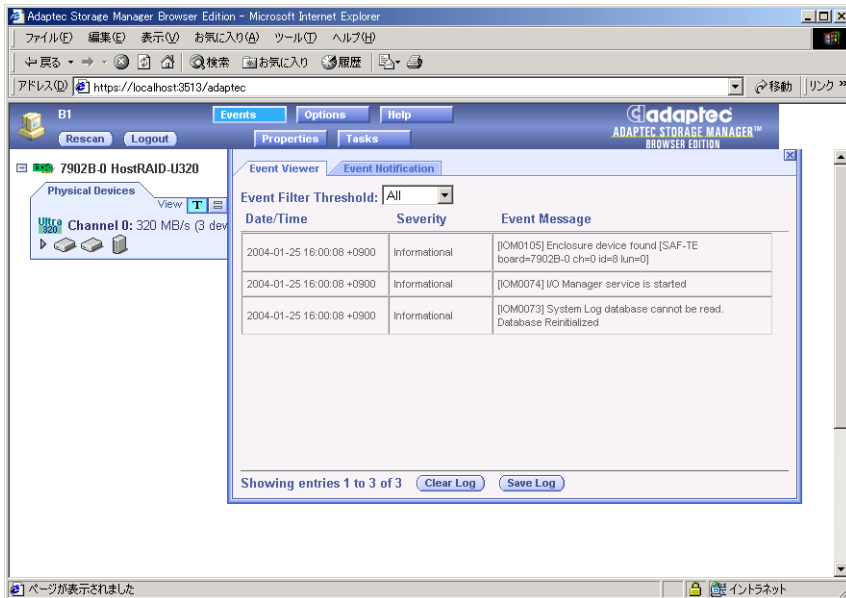 Adaptec Storage Manager Browser Edition - Microsoft Internet Explorer
ファイル(F) 編集(E) 表示(V) お気に入り(A) ツール(T) ヘルプ(H)
戻る 検索 お気に入り 履歴
アドレス(D) https://localhost:3513/adaptec 移動 リンク »
B1 Events Options Help adaptec
Rescan Logout Properties Tasks ADAPTEC STORAGE MANAGER™
BROWSER EDITION
7902B-0 HostRAID-U320
Physical Devices
View T
Ultra 320 Channel 0: 320 MB/s (3 dev
Event Viewer Event Notification
Event Filter Threshold: All
Date/Time Severity Event Message
2004-01-25 16:00:08 +0900 Informational [IOM0105] Enclosure device found [SAF-TE
board=7902B-0 ch=0 id=8 lun=0]
2004-01-25 16:00:08 +0900 Informational [IOM0074] I/O Manager service is started
2004-01-25 16:00:08 +0900 Informational [IOM0073] System Log database cannot be read.
Database Reinitialized
Showing entries 1 to 3 of 3 Clear Log Save Log
ページが表示されました イントラネット